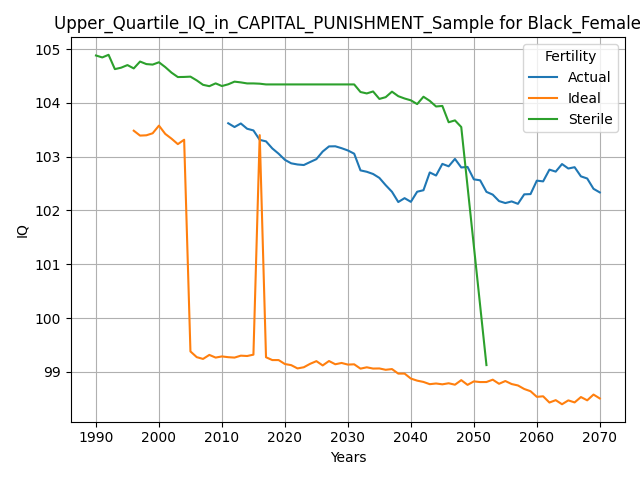 Upper_Quartile_IQ_in_CAPITAL_PUNISHMENT_Sample for Black_Female
Fertility
Actual
Ideal
Sterile
IQ
105
104
103
102
101
100
99
1990 2000 2010 2020 2030 2040 2050 2060 2070
Years